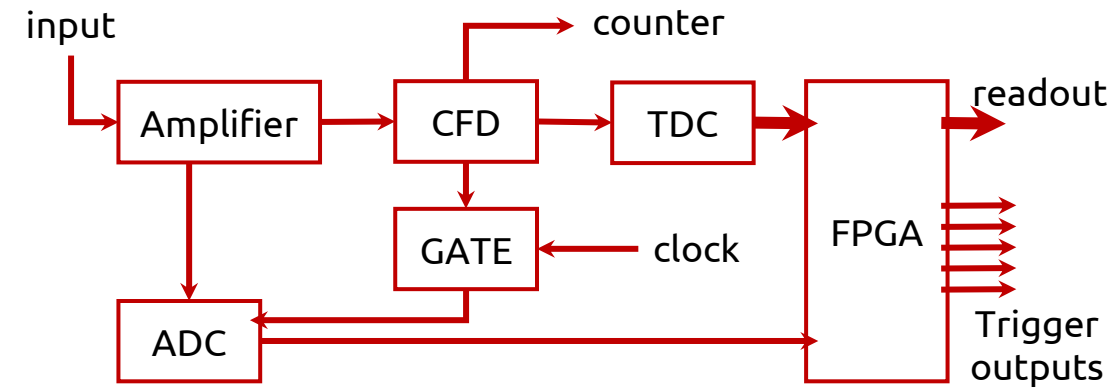 input
counter
readout
Amplifier
CFD
TDC
FPGA
GATE
clock
ADC
Trigger
outputs